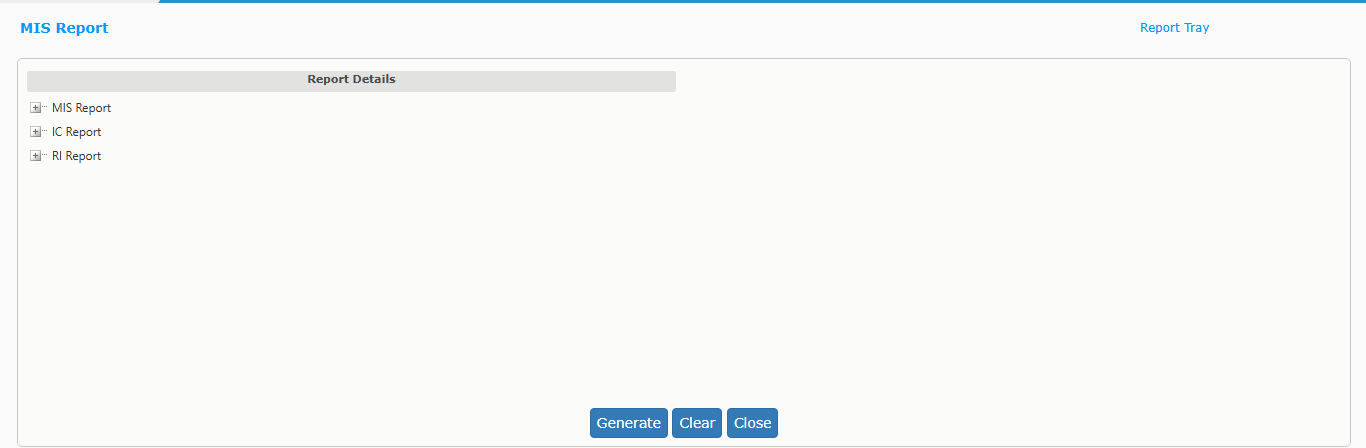 MIS Report
Report Tray
Report Details
MIS Report
IC Report
RI Report
Generate Clear Close